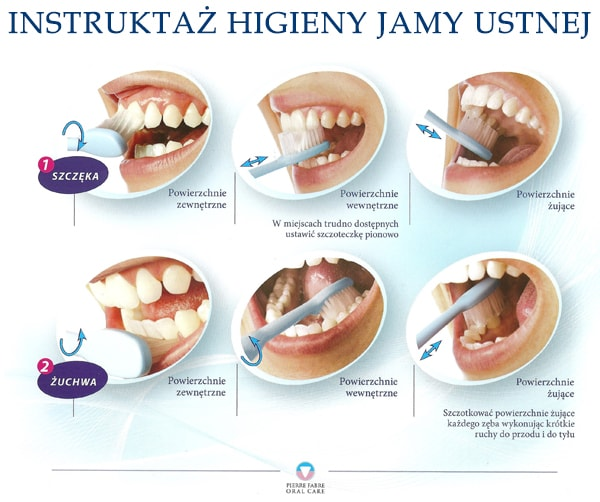 INSTRUKTAŻ HIGIENY JAMY USTNEJ
1
SZCZĘKA
Powierzchnie
zewnętrzne
Powierzchnie
wewnętrzne
W miejscach trudno dostępnych
ustawić szczoteczkę pionowo
Powierzchnie
żujące
2
ŻUCHWA
Powierzchnie
zewnętrzne
Powierzchnie
wewnętrzne
Powierzchnie
żujące
Szczotkować powierzchnie żujące
każdego zęba wykonując krótkie
ruchy do przodu i do tyłu
PIERRE FABRE
ORAL CARE